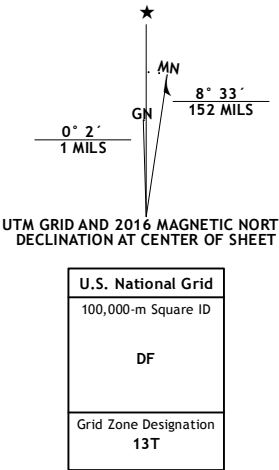 ★
MN
GN
8° 33´
152 MILS
0° 2´
1 MILS
UTM GRID AND 2016 MAGNETIC NORT
DECLINATION AT CENTER OF SHEET
U.S. National Grid
100,000-m Square ID
DF
Grid Zone Designation
13T